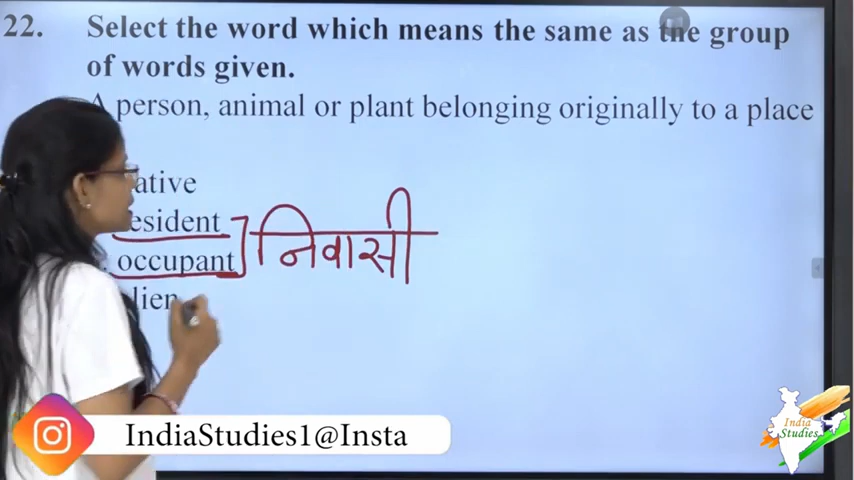 22. Select the word which means the same as the group
of words given.
A person, animal or plant belonging originally to a place
ative
esident
occupant
lien
निवासी
IndiaStudies1@Insta
India
Studies